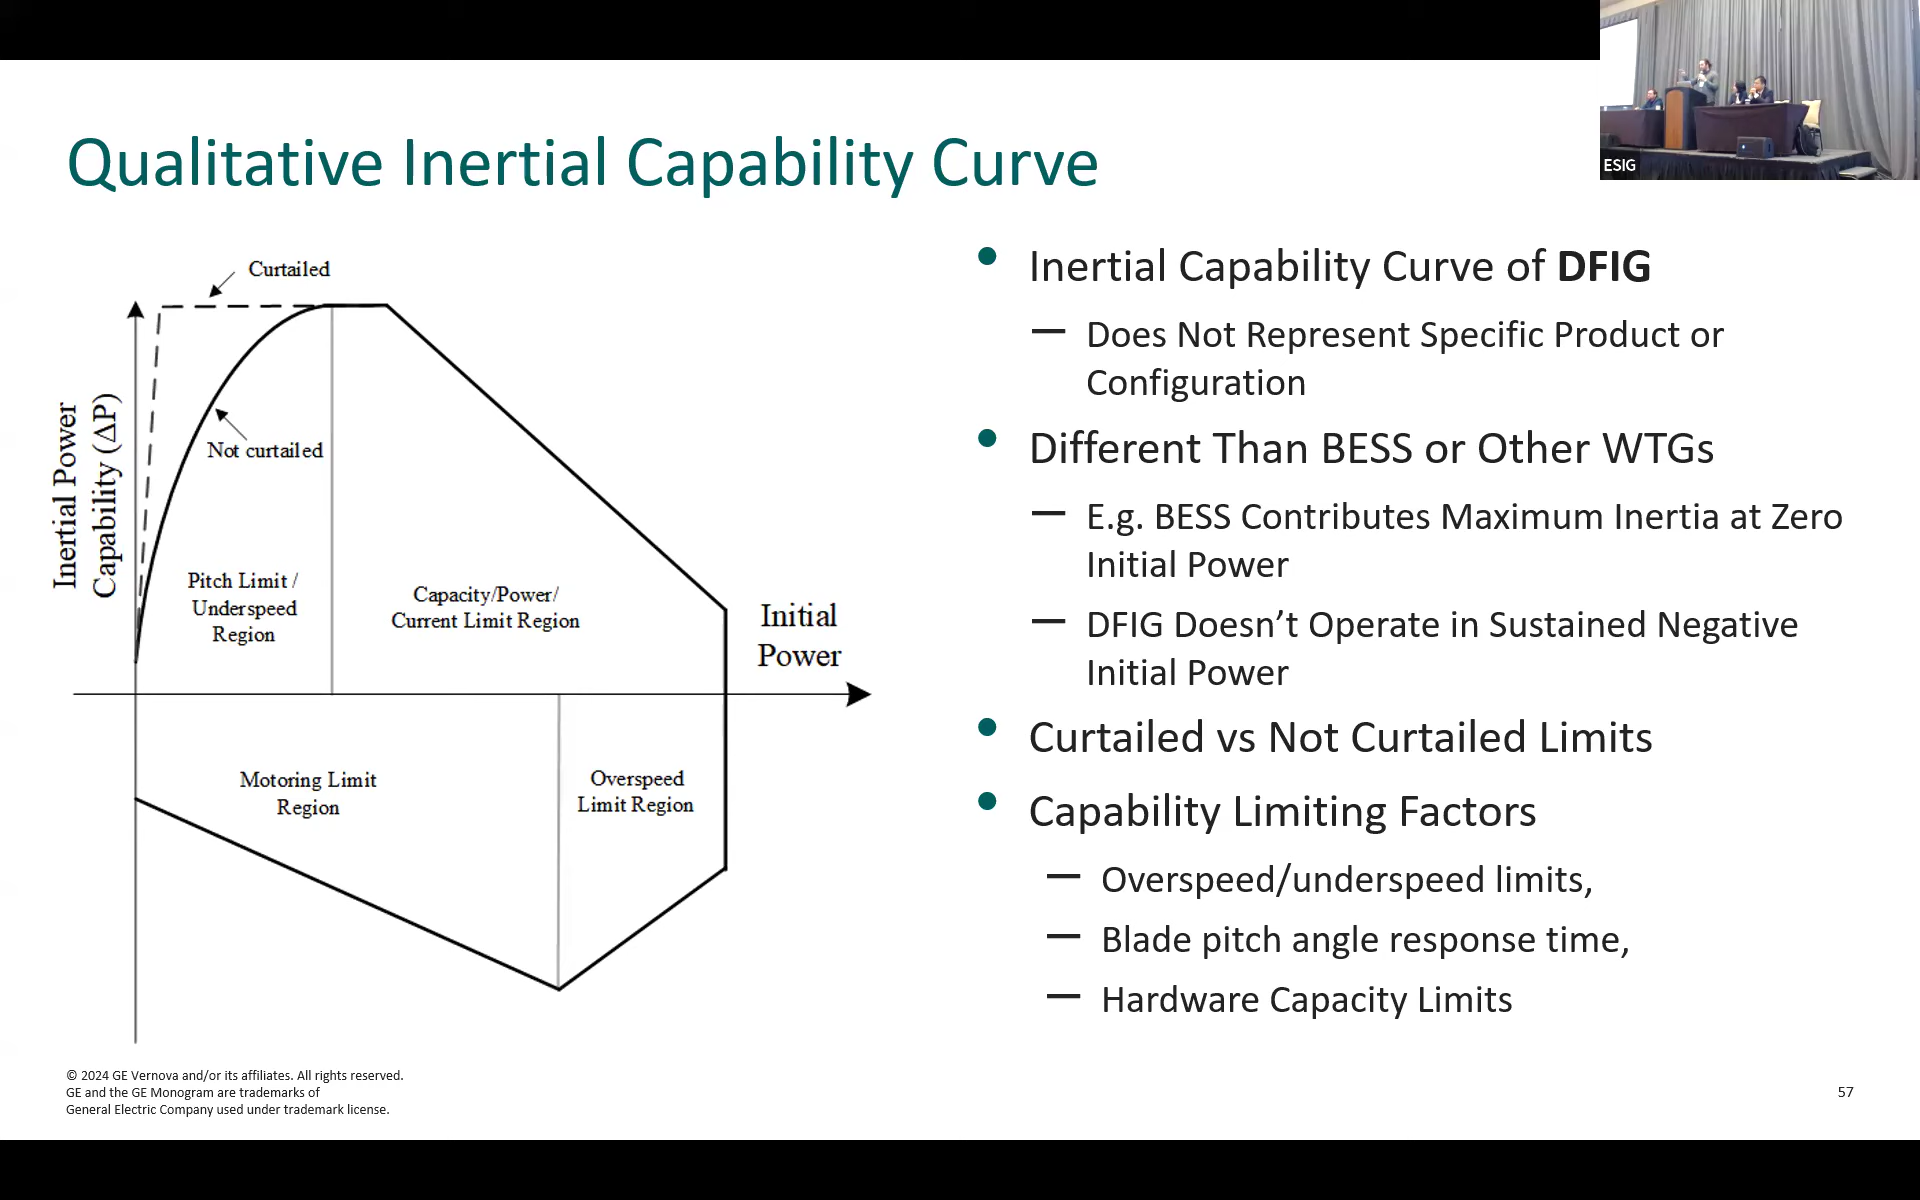 ESIG
Qualitative Inertial Capability Curve
Curtailed
Not curtailed
Inertial Power
Capability (ΔP)
Pitch Limit /
Underspeed
Region
Capacity/Power/
Current Limit Region
Initial
Power
Motoring Limit
Region
Overspeed
Limit Region
• Inertial Capability Curve of DFIG
— Does Not Represent Specific Product or
Configuration
• Different Than BESS or Other WTGs
— E.g. BESS Contributes Maximum Inertia at Zero
Initial Power
— DFIG Doesn’t Operate in Sustained Negative
Initial Power
• Curtailed vs Not Curtailed Limits
• Capability Limiting Factors
— Overspeed/underspeed limits,
— Blade pitch angle response time,
— Hardware Capacity Limits
© 2024 GE Vernova and/or its affiliates. All rights reserved.
GE and the GE Monogram are trademarks of
General Electric Company used under trademark license.
57